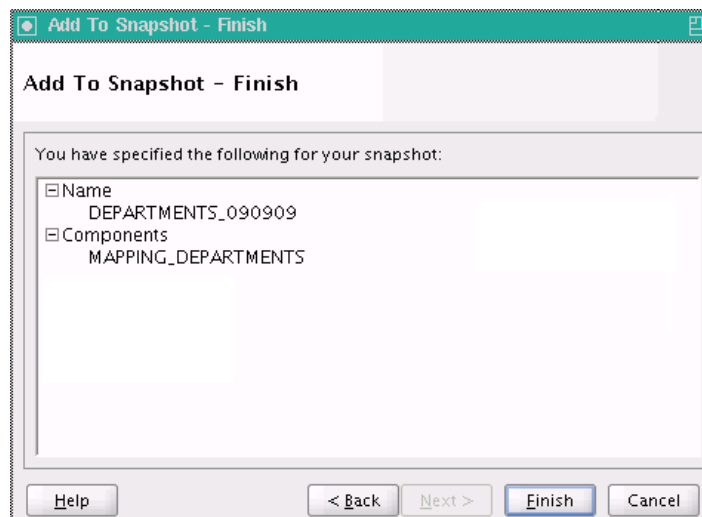 Add To Snapshot - Finish
Add To Snapshot – Finish
You have specified the following for your snapshot:
Name
DEPARTMENTS_090909
Components
MAPPING_DEPARTMENTS
Help
< Back
Next >
Finish
Cancel